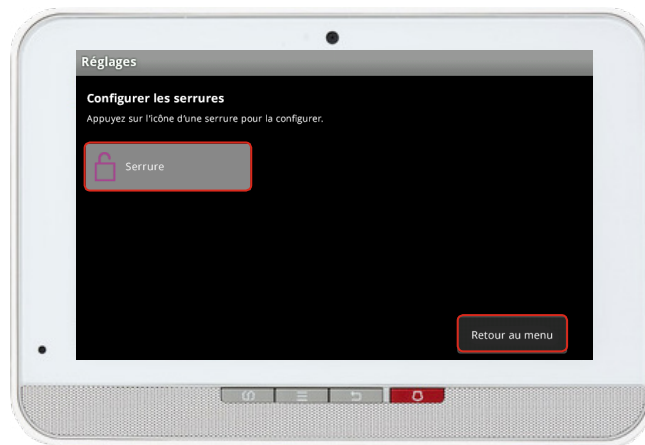 Réglages
Configurer les serrures
Appuyez sur l'icône d'une serrure pour la configurer.
Serrure
Retour au menu